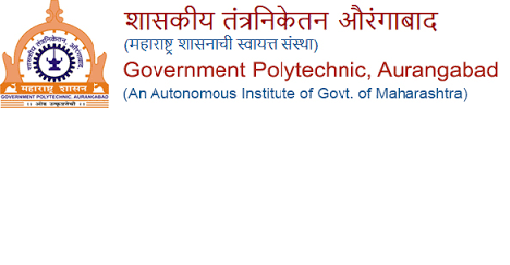 शासकीय तंत्रनिकेतन औरंगाबाद
(महाराष्ट्र शासनाची स्वायत्त संस्था)
Government Polytechnic, Aurangabad
(An Autonomous Institute of Govt. of Maharashtra)
महाराष्ट्र शासन
GOVERNMENT POLYTECHNIC, AURANGABAD